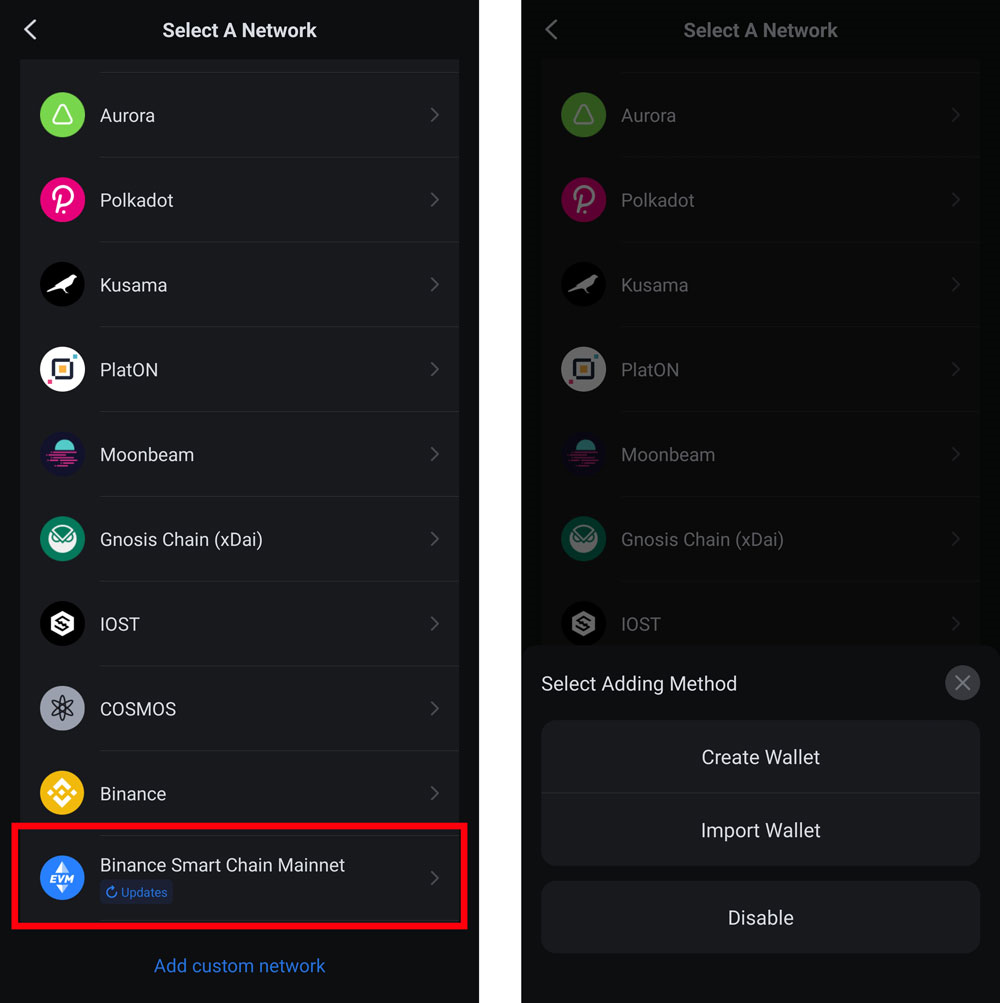 Select A Network
Aurora
Polkadot
Kusama
PlatON
Moonbeam
Gnosis Chain (xDai)
IOST
COSMOS
Binance
EVM
Binance Smart Chain Mainnet
Updates
Add custom network
Select A Network
Aurora
Polkadot
Kusama
PlatON
Moonbeam
Gnosis Chain (xDai)
IOST
Select Adding Method
Create Wallet
Import Wallet
Disable